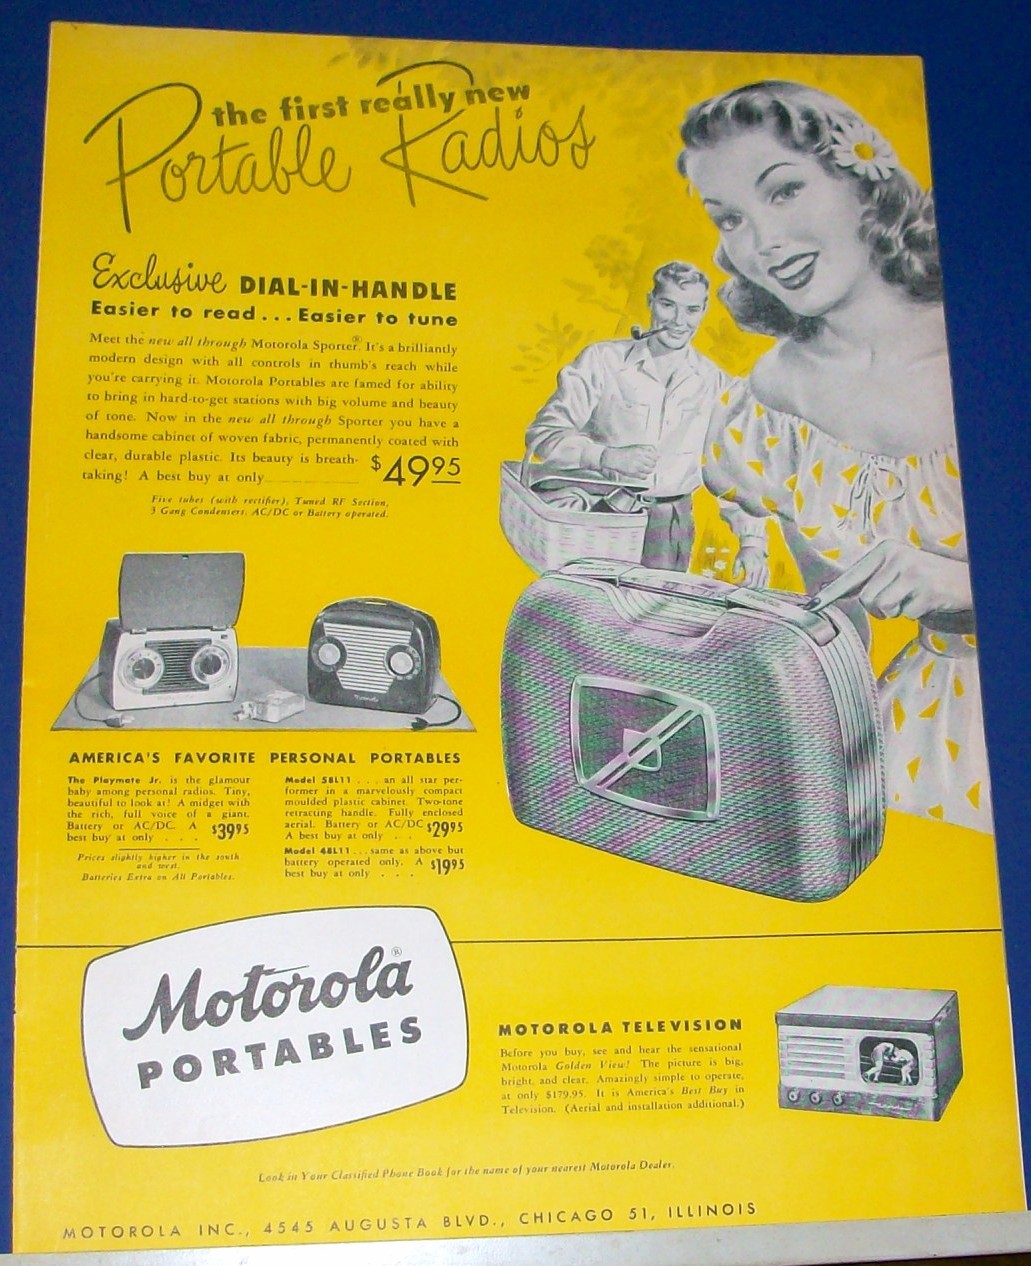 the first really new
Portable Radios
Exclusive DIAL-IN-HANDLE
Easier to read . . . Easier to tune
Meet the new all through Motorola Sporter.® It's a brilliantly
modern design with all controls in thumb's reach while
you're carrying it. Motorola Portables are famed for ability
to bring in hard-to-get stations with big volume and beauty
of tone. Now in the new all through Sporter you have a
handsome cabinet of woven fabric, permanently coated with
clear, durable plastic. Its beauty is breath-
taking! A best buy at only $49.95
Five tubes (with rectifier), Tuned RF Section,
3 Gang Condensers. AC/DC or Battery operated.
AMERICA'S FAVORITE PERSONAL PORTABLES
The Playmate Jr. is the glamour
baby among personal radios. Tiny,
beautiful to look at! A midget with
the rich, full voice of a giant.
Battery or AC/DC. A
best buy at only . . . $39.95
Prices slightly higher in the south
and west.
Batteries Extra on All Portables.
Model 58L11 . . . an all star per-
former in a marvelously compact
moulded plastic cabinet. Two-tone
retracting handle. Fully enclosed
aerial. Battery or AC/DC
A best buy at only . . $29.95
Model 48L11 . . . same as above but
battery operated only. A
best buy at only . . . $19.95
Motorola®
PORTABLES
MOTOROLA TELEVISION
Before you buy, see and hear the sensational
Motorola Golden View! The picture is big,
bright, and clear. Amazingly simple to operate,
at only $179.95. It is America's Best Buy in
Television. (Aerial and installation additional.)
Look in Your Classified Phone Book for the name of your nearest Motorola Dealer.
MOTOROLA INC., 4545 AUGUSTA BLVD., CHICAGO 51, ILLINOIS